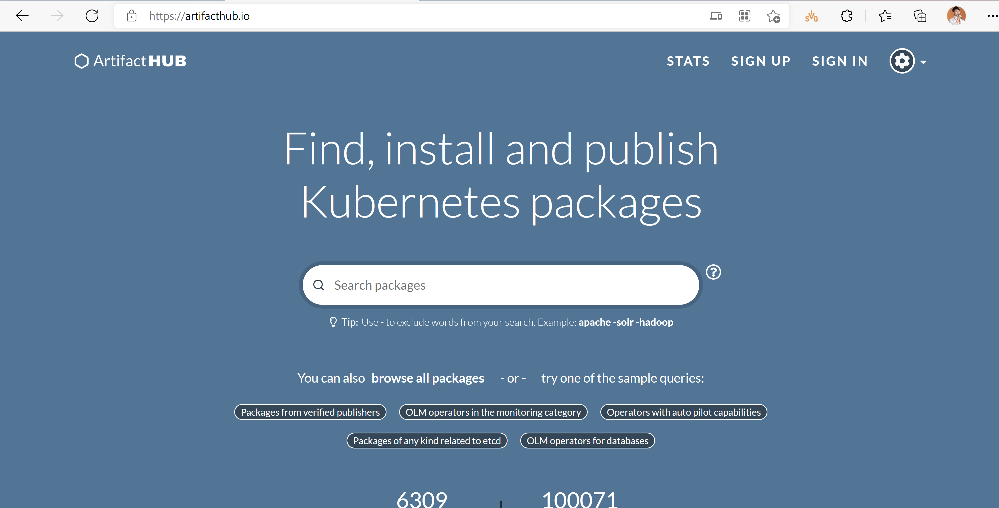 https://artifacthub.io
SVG
Artifact HUB
STATS SIGN UP SIGN IN
Find, install and publish
Kubernetes packages
Search packages
Tip: Use - to exclude words from your search. Example: apache -solr -hadoop
You can also browse all packages - or - try one of the sample queries:
Packages from verified publishers OLM operators in the monitoring category Operators with auto pilot capabilities
Packages of any kind related to etcd OLM operators for databases
6309 100071